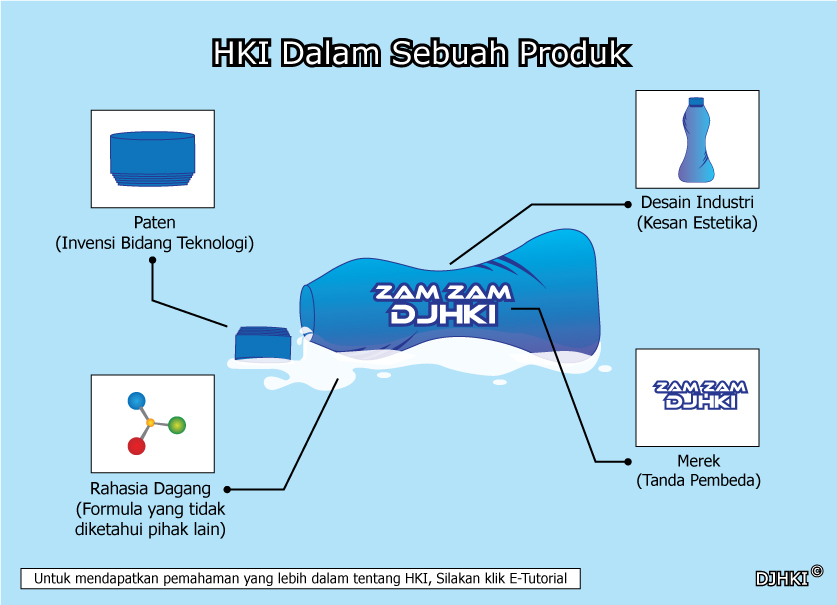 HKI Dalam Sebuah Produk
Paten
(Invensi Bidang Teknologi)
Desain Industri
(Kesan Estetika)
ZAM ZAM
DJHKI
ZAM ZAM
DJHKI
Merek
(Tanda Pembeda)
Rahasia Dagang
(Formula yang tidak
diketahui pihak lain)
Untuk mendapatkan pemahaman yang lebih dalam tentang HKI, Silakan klik E-Tutorial
DJHKI ©